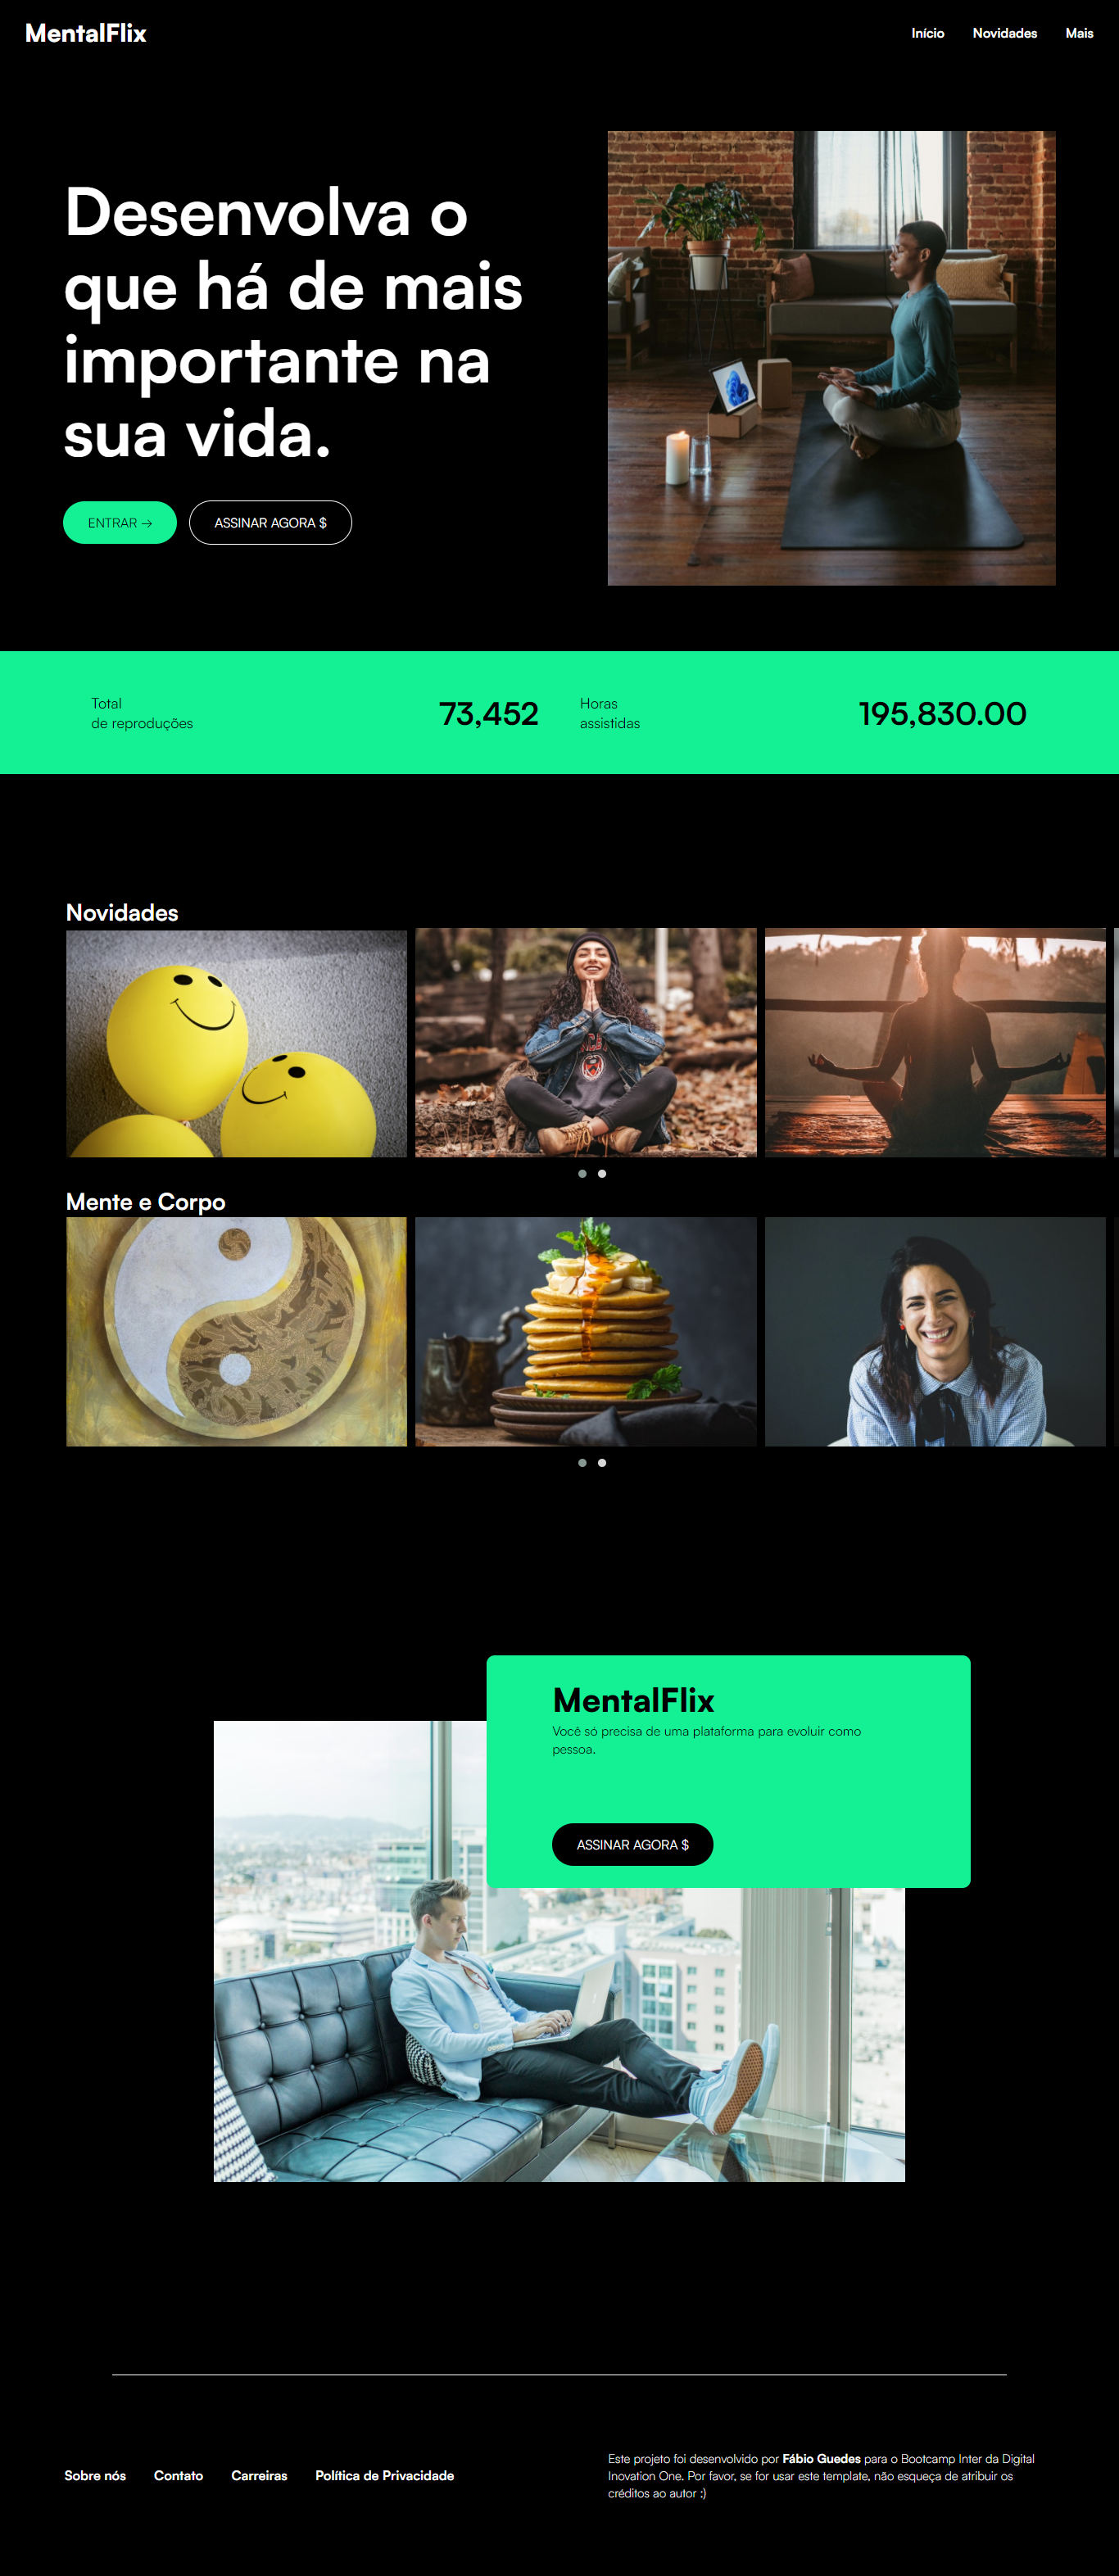 MentalFlix
Início Novidades Mais
Desenvolva o
que há de mais
importante na
sua vida.
ENTRAR →
ASSINAR AGORA $
Total
de reproduções
73,452
Horas
assistidas
195,830.00
Novidades
Mente e Corpo
MentalFlix
Você só precisa de uma plataforma para evoluir como
pessoa.
ASSINAR AGORA $
Sobre nós Contato Carreiras Política de Privacidade
Este projeto foi desenvolvido por Fábio Guedes para o Bootcamp Inter da Digital
Inovation One. Por favor, se for usar este template, não esqueça de atribuir os
créditos ao autor :)